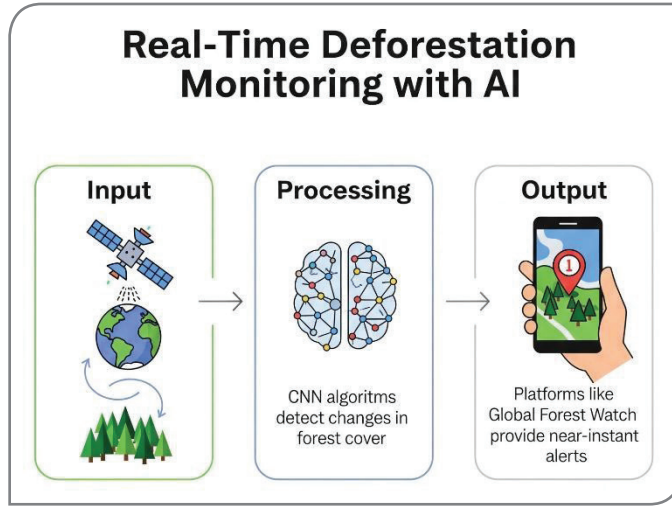 Real-Time Deforestation
Monitoring with AI
Input
Processing
CNN algoritms
detect changes in
forest cover
Output
1
Platforms like
Global Forest Watch
provide near-instant
alerts